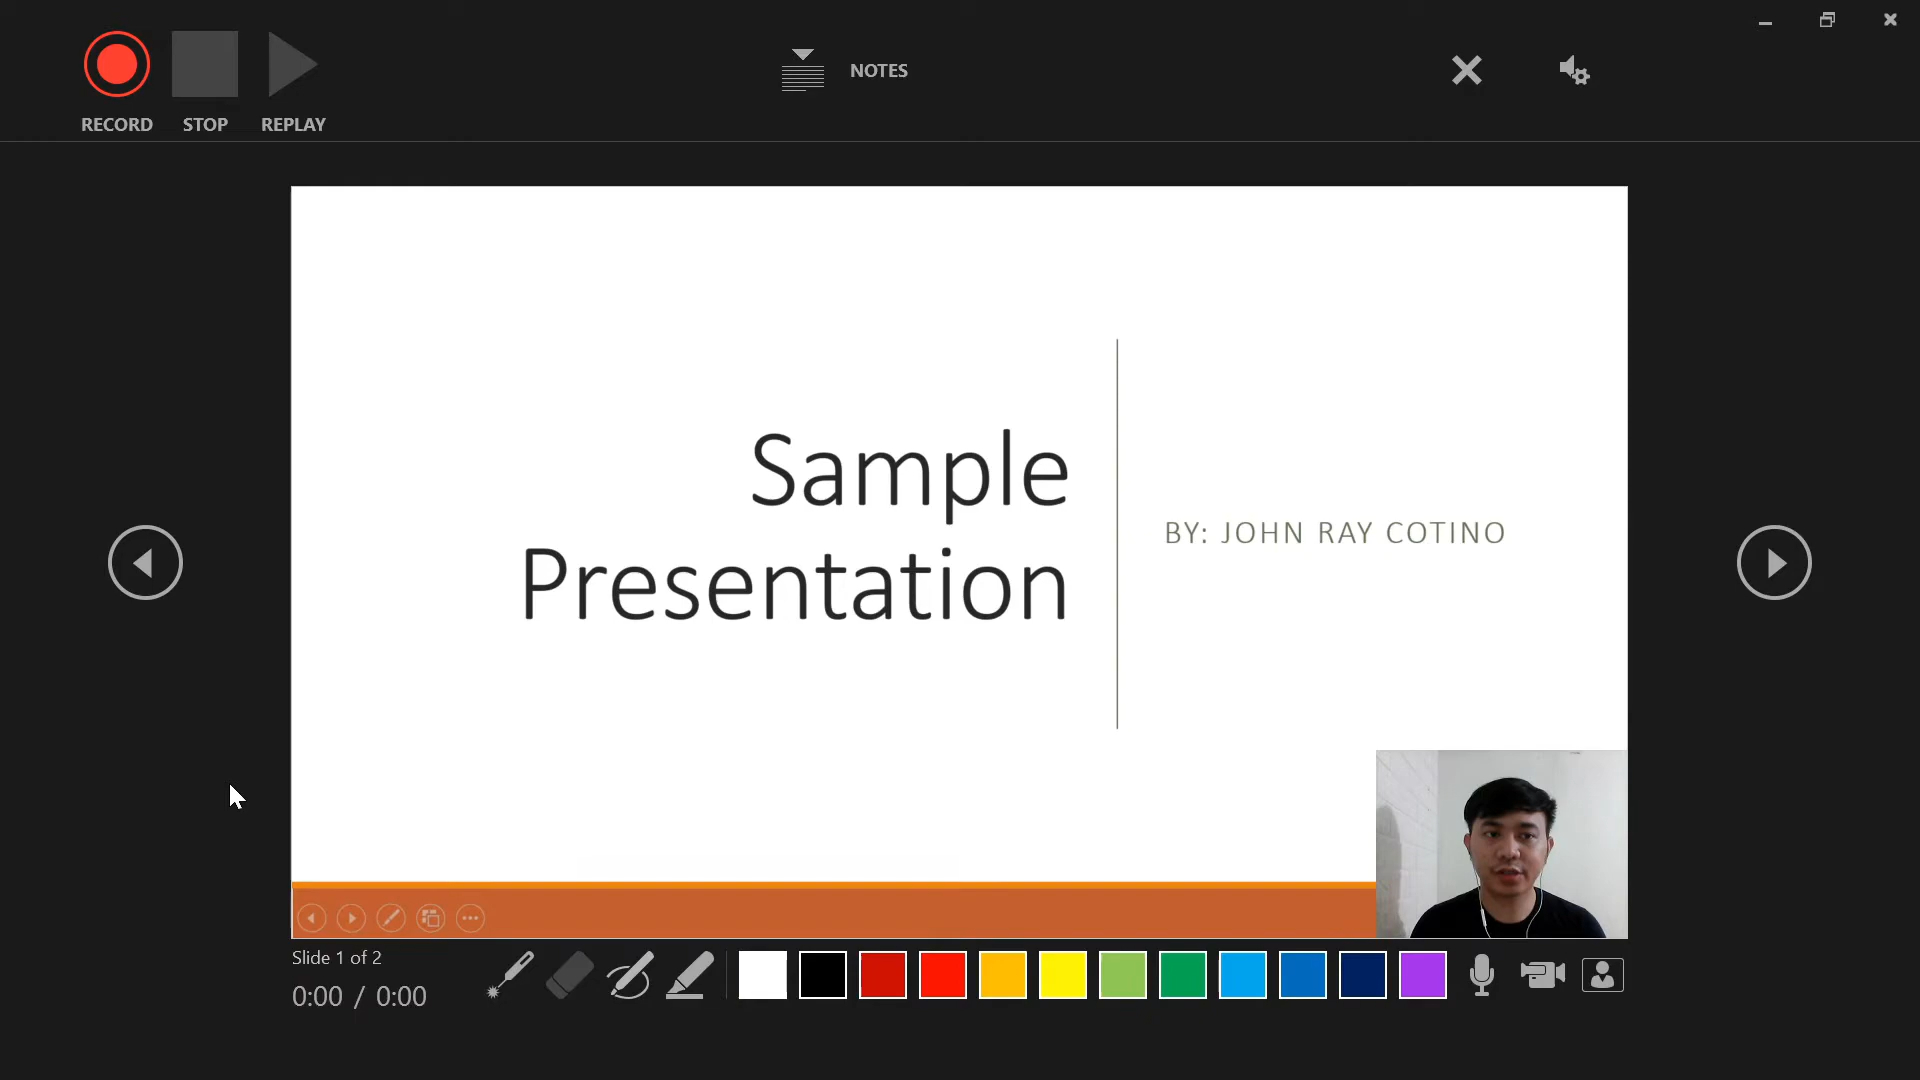 NOTES
RECORD STOP REPLAY
Sample
Presentation
BY: JOHN RAY COTINO
Slide 1 of 2
0:00 / 0:00